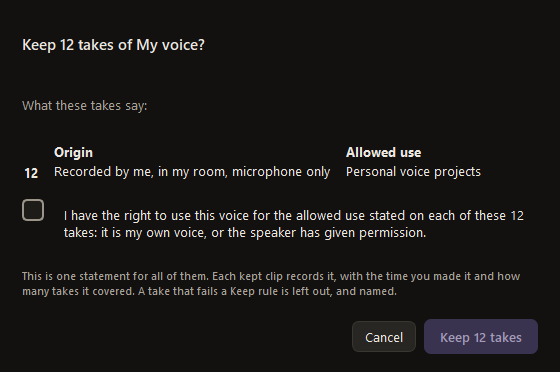 Keep 12 takes of My voice?
What these takes say:
Origin Allowed use
12 Recorded by me, in my room, microphone only Personal voice projects
I have the right to use this voice for the allowed use stated on each of these 12
takes: it is my own voice, or the speaker has given permission.
This is one statement for all of them. Each kept clip records it, with the time you made it and how
many takes it covered. A take that fails a Keep rule is left out, and named.
Cancel Keep 12 takes